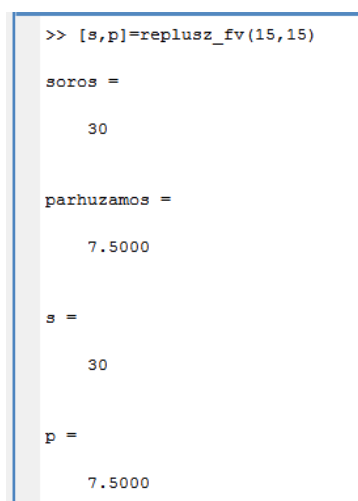 >> [s,p]=replusz_fv(15,15)
soros =
30
parhuzamos =
7.5000
s =
30
p =
7.5000